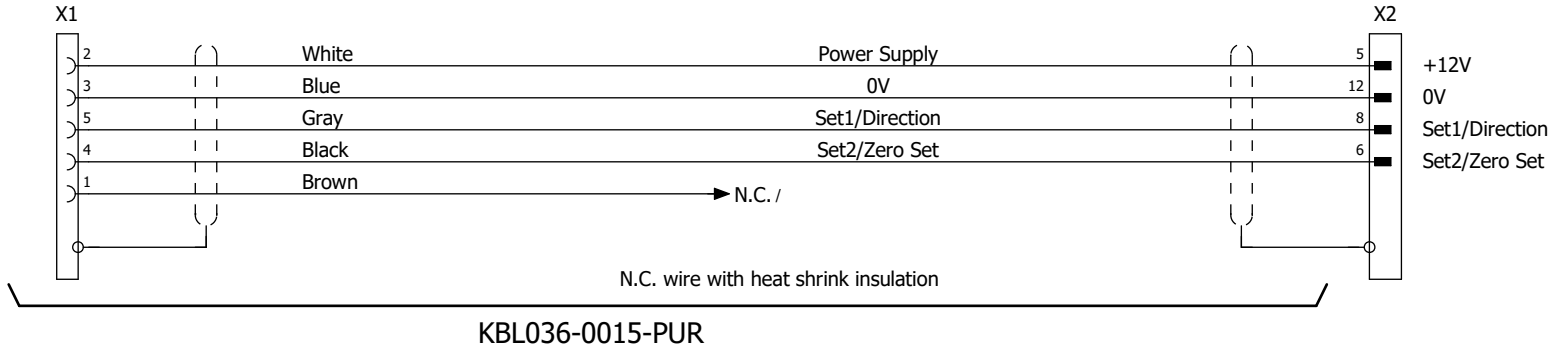 X1 X2
2 White Power Supply 5 +12V
3 Blue 0V 12 0V
5 Gray Set1/Direction 8 Set1/Direction
4 Black Set2/Zero Set 6 Set2/Zero Set
1 Brown N.C. /
N.C. wire with heat shrink insulation
KBL036-0015-PUR